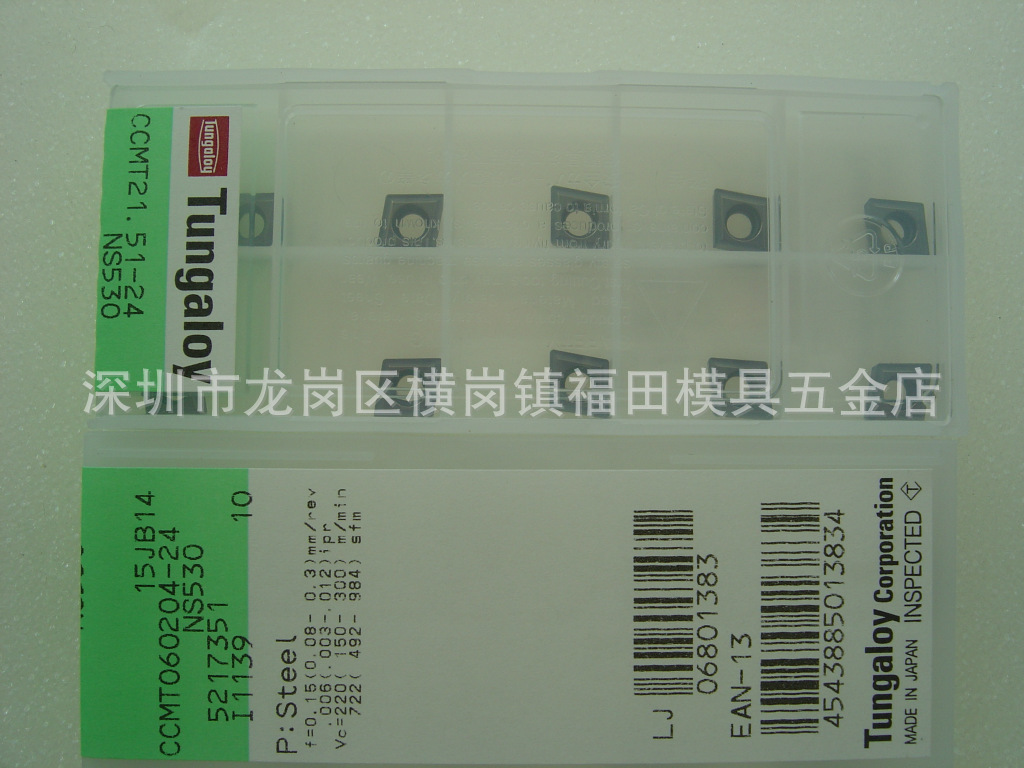 Tungaloy
Tungaloy
CCMT21.51-24
NS530
深圳市龙岗区横岗镇福田模具五金店
15JB14
CCMT060204-24
NS530
5217351
I1139 10
P:Steel
f=0.15(0.08- 0.3)mm/rev
.006(.003-.012)ipr
Vc=220( 150- 300) m/min
722( 492- 984) sfm
LJ
06801383
EAN-13
4543885013834
Tungaloy Corporation
MADE IN JAPAN INSPECTED T